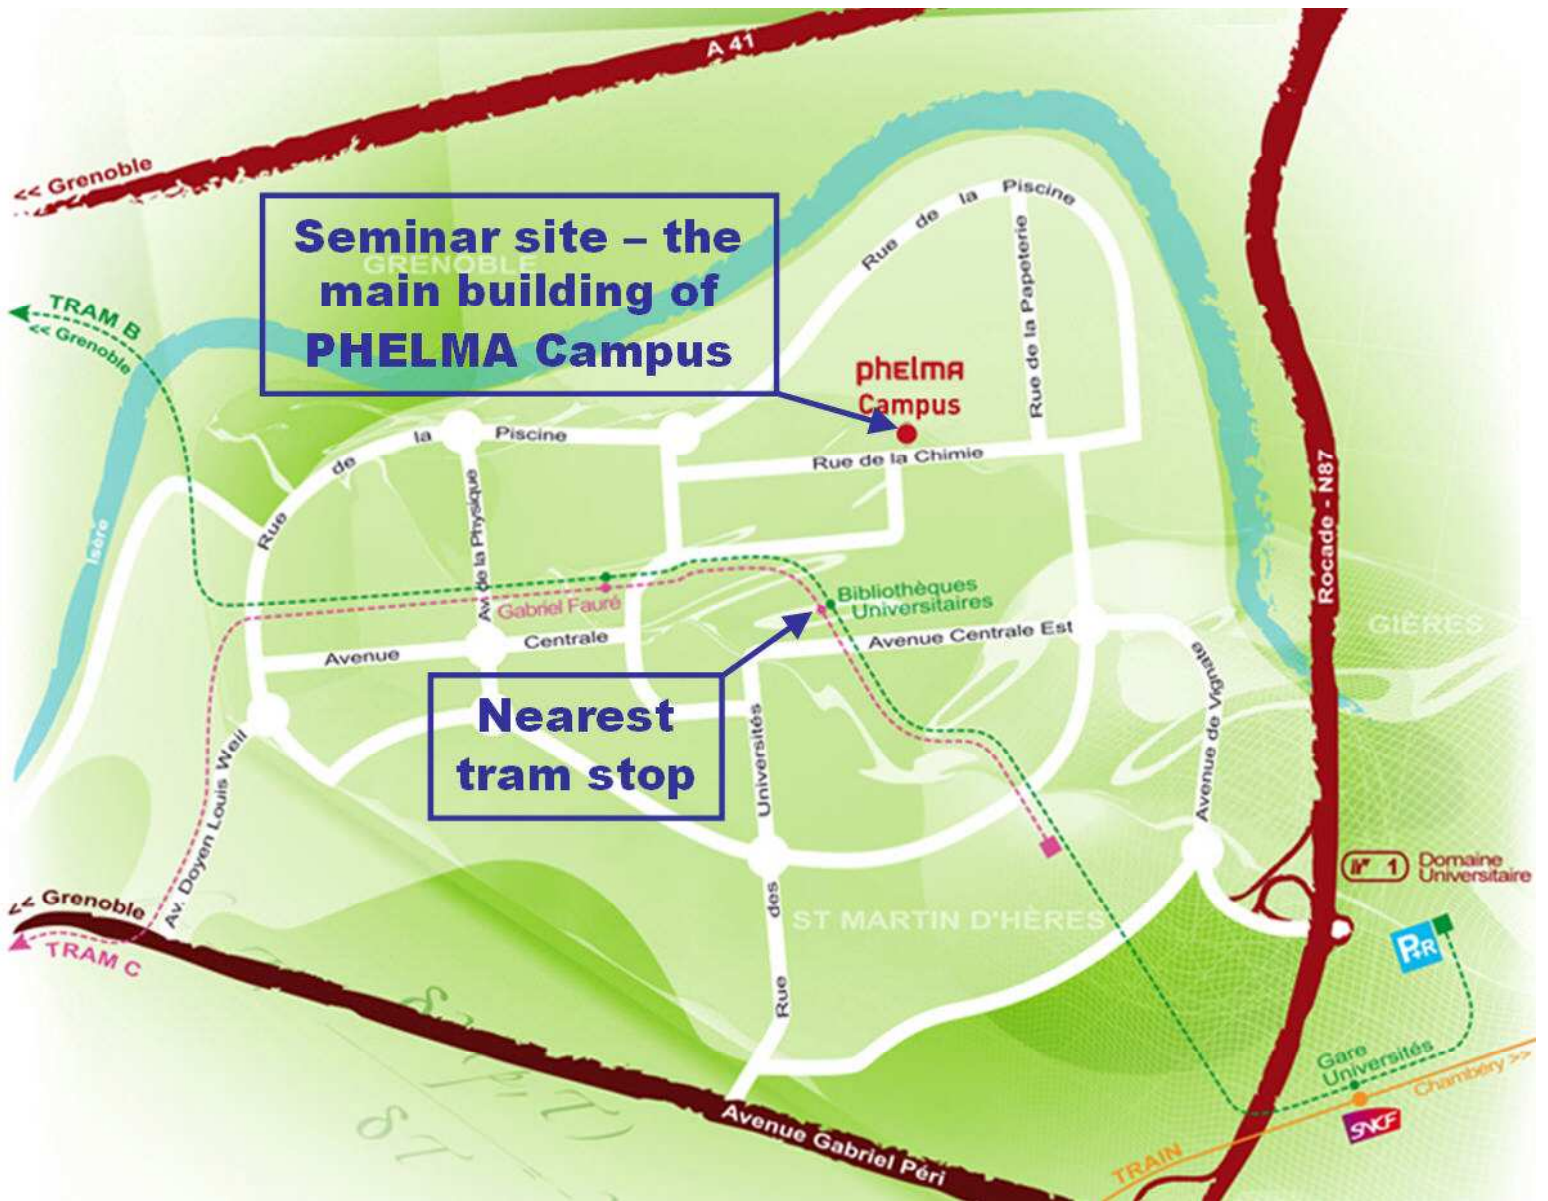 A 41
<< Grenoble
Rue de la Piscine
Seminar site – the
main building of
PHELMA Campus
GRENOBLE
Rue de la Papeterie
TRAM B
<< Grenoble
phelma
Campus
Rue de la Piscine
Rue de la Chimie
Isère
Av. de la Physique
Rocade - N87
Gabriel Fauré
Bibliothèques
Universitaires
GIÈRES
Avenue Centrale
Avenue Centrale Est
Nearest
tram stop
Avenue de Vignate
Av. Doyen Louis Weil
Rue des Universités
N° 1
Domaine
Universitaire
<< Grenoble
TRAM C
ST MARTIN D'HÈRES
P+R
Gare
Universités
Chambéry >>
SNCF
TRAIN
Avenue Gabriel Péri